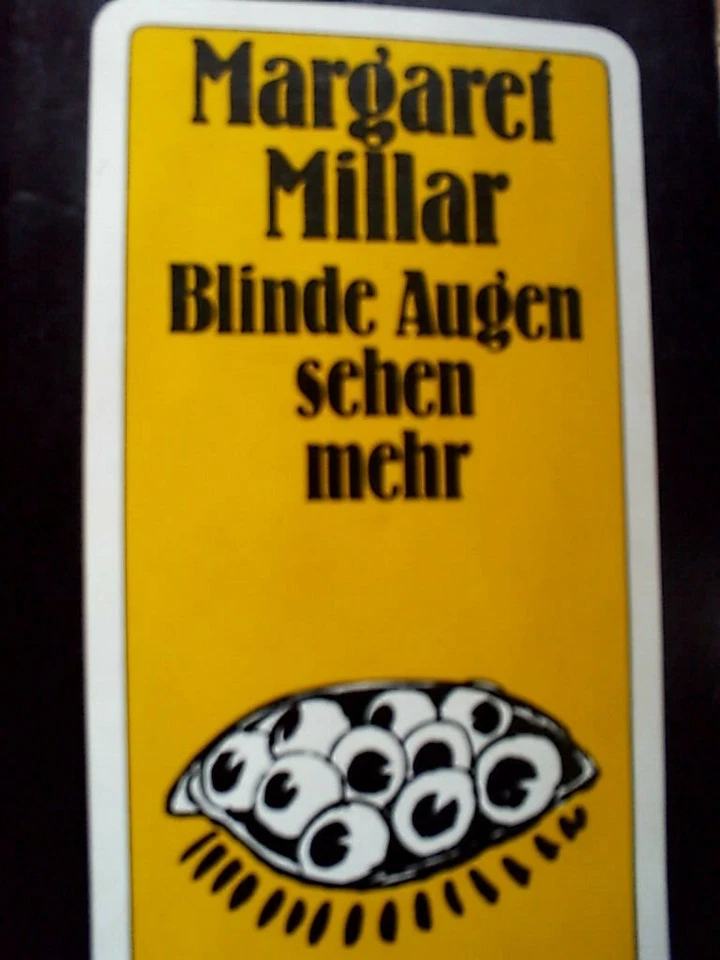 Margaret
Millar
Blinde Augen
sehen
mehr